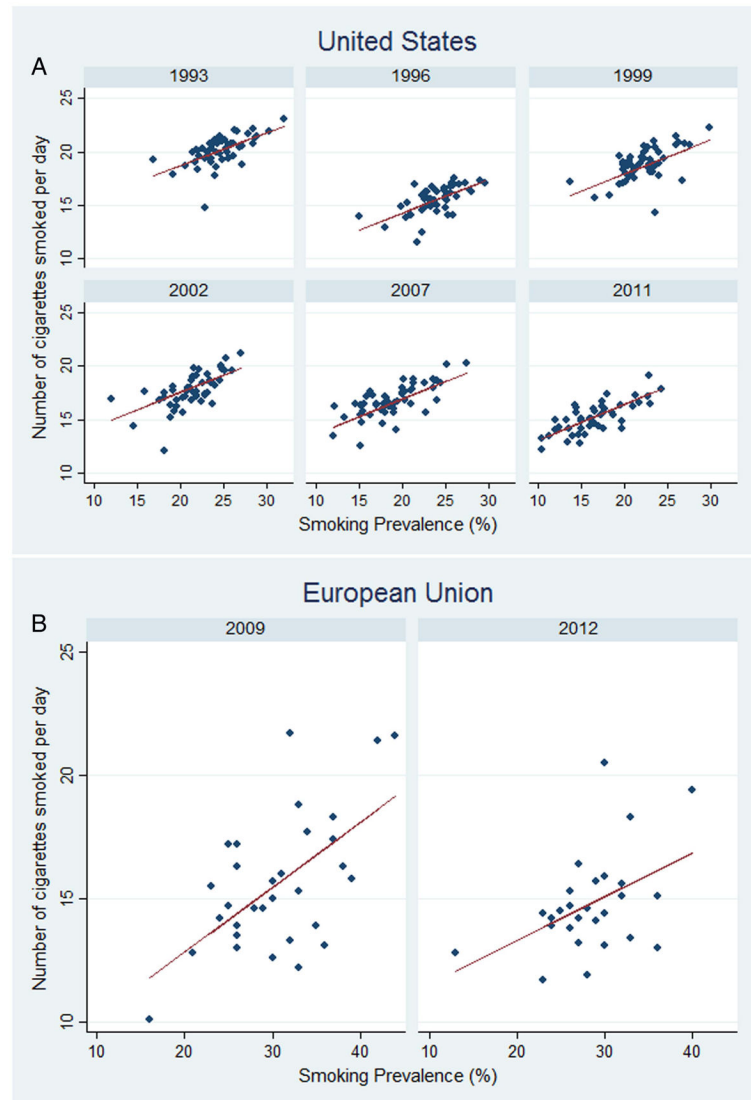 United States
A
1993 1996 1999
25
20
15
10
2002 2007 2011
25
20
15
10
Number of cigarettes smoked per day
10 15 20 25 30 10 15 20 25 30 10 15 20 25 30
Smoking Prevalence (%)
European Union
B
2009 2012
25
20
15
10
Number of cigarettes smoked per day
10 20 30 40 10 20 30 40
Smoking Prevalence (%)